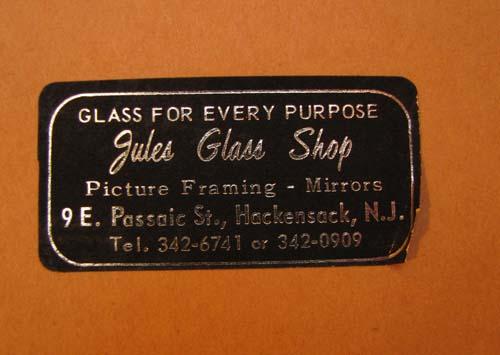 GLASS FOR EVERY PURPOSE
Jules Glass Shop
Picture Framing - Mirrors
9 E. Passaic St., Hackensack, N.J.
Tel. 342-6741 or 342-0909